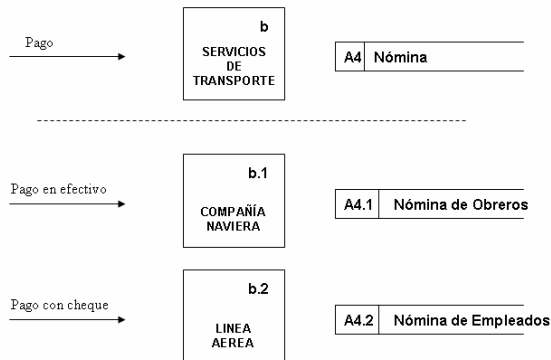 Pago
b
SERVICIOS
DE
TRANSPORTE
A4 Nómina
Pago en efectivo
b.1
COMPAÑÍA
NAVIERA
A4.1 Nómina de Obreros
Pago con cheque
b.2
LINEA
AEREA
A4.2 Nómina de Empleados